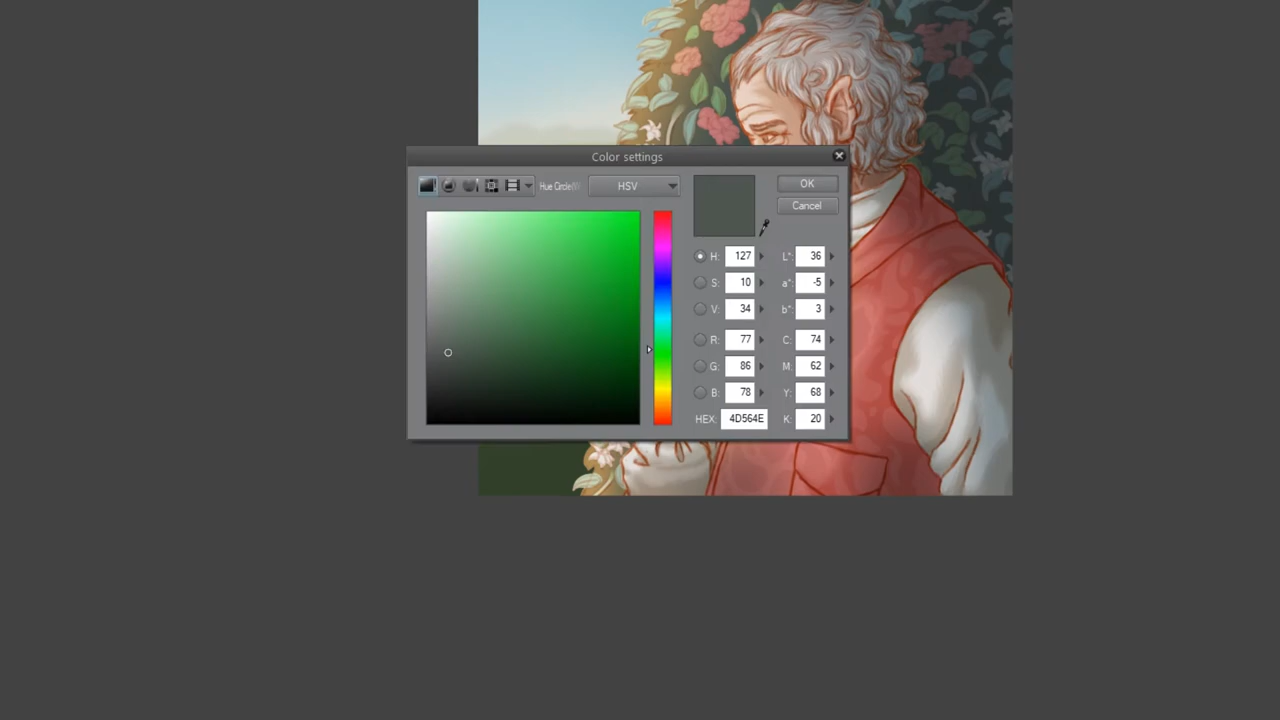 Color settings
Hue Circle(W
HSV
OK
Cancel
H: 127 L*: 36
S: 10 a*: -5
V: 34 b*: 3
R: 77 C: 74
G: 86 M: 62
B: 78 Y: 68
HEX: 4D564E K: 20